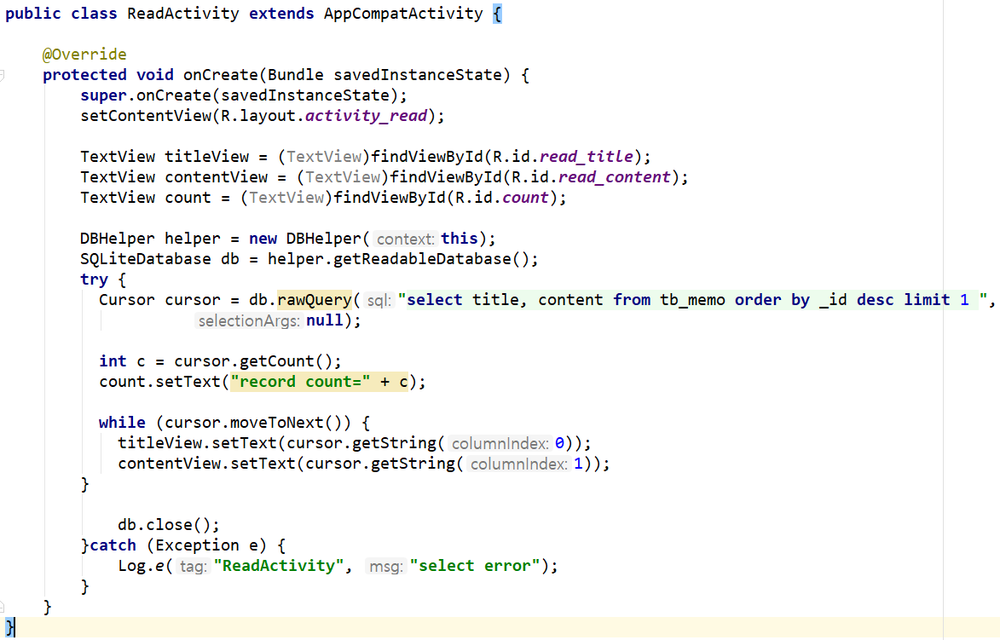 public class ReadActivity extends AppCompatActivity {
@Override
protected void onCreate(Bundle savedInstanceState) {
super.onCreate(savedInstanceState);
setContentView(R.layout.activity_read);
TextView titleView = (TextView)findViewById(R.id.read_title);
TextView contentView = (TextView)findViewById(R.id.read_content);
TextView count = (TextView)findViewById(R.id.count);
DBHelper helper = new DBHelper( context: this);
SQLiteDatabase db = helper.getReadableDatabase();
try {
Cursor cursor = db.rawQuery( sql: "select title, content from tb_memo order by _id desc limit 1 ",
selectionArgs: null);
int c = cursor.getCount();
count.setText("record count=" + c);
while (cursor.moveToNext()) {
titleView.setText(cursor.getString( columnIndex: 0));
contentView.setText(cursor.getString( columnIndex: 1));
}
db.close();
}catch (Exception e) {
Log.e( tag: "ReadActivity", msg: "select error");
}
}
}